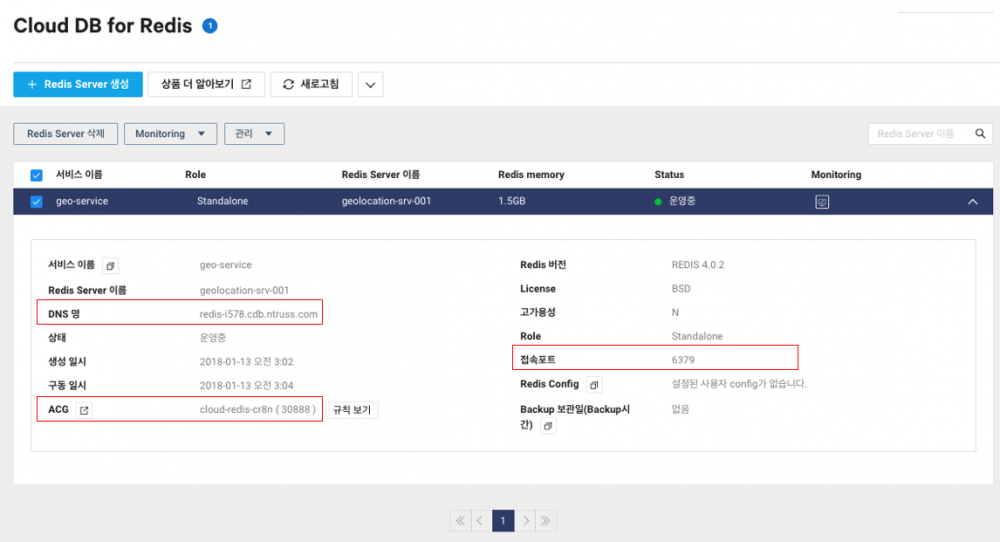 Cloud DB for Redis 1
+ Redis Server 생성 상품 더 알아보기 새로고침
Redis Server 삭제 Monitoring 관리 Redis Server 이름
서비스 이름 Role Redis Server 이름 Redis memory Status Monitoring
geo-service Standalone geolocation-srv-001 1.5GB 운영중
서비스 이름 geo-service
Redis Server 이름 geolocation-srv-001
DNS 명 redis-i578.cdb.ntruss.com
상태 운영중
생성 일시 2018-01-13 오전 3:02
구동 일시 2018-01-13 오전 3:04
ACG cloud-redis-cr8n ( 30888 ) 규칙 보기
Redis 버전 REDIS 4.0.2
License BSD
고가용성 N
Role Standalone
접속포트 6379
Redis Config 설정된 사용자 config가 없습니다.
Backup 보관일(Backup시 없음
간)
1